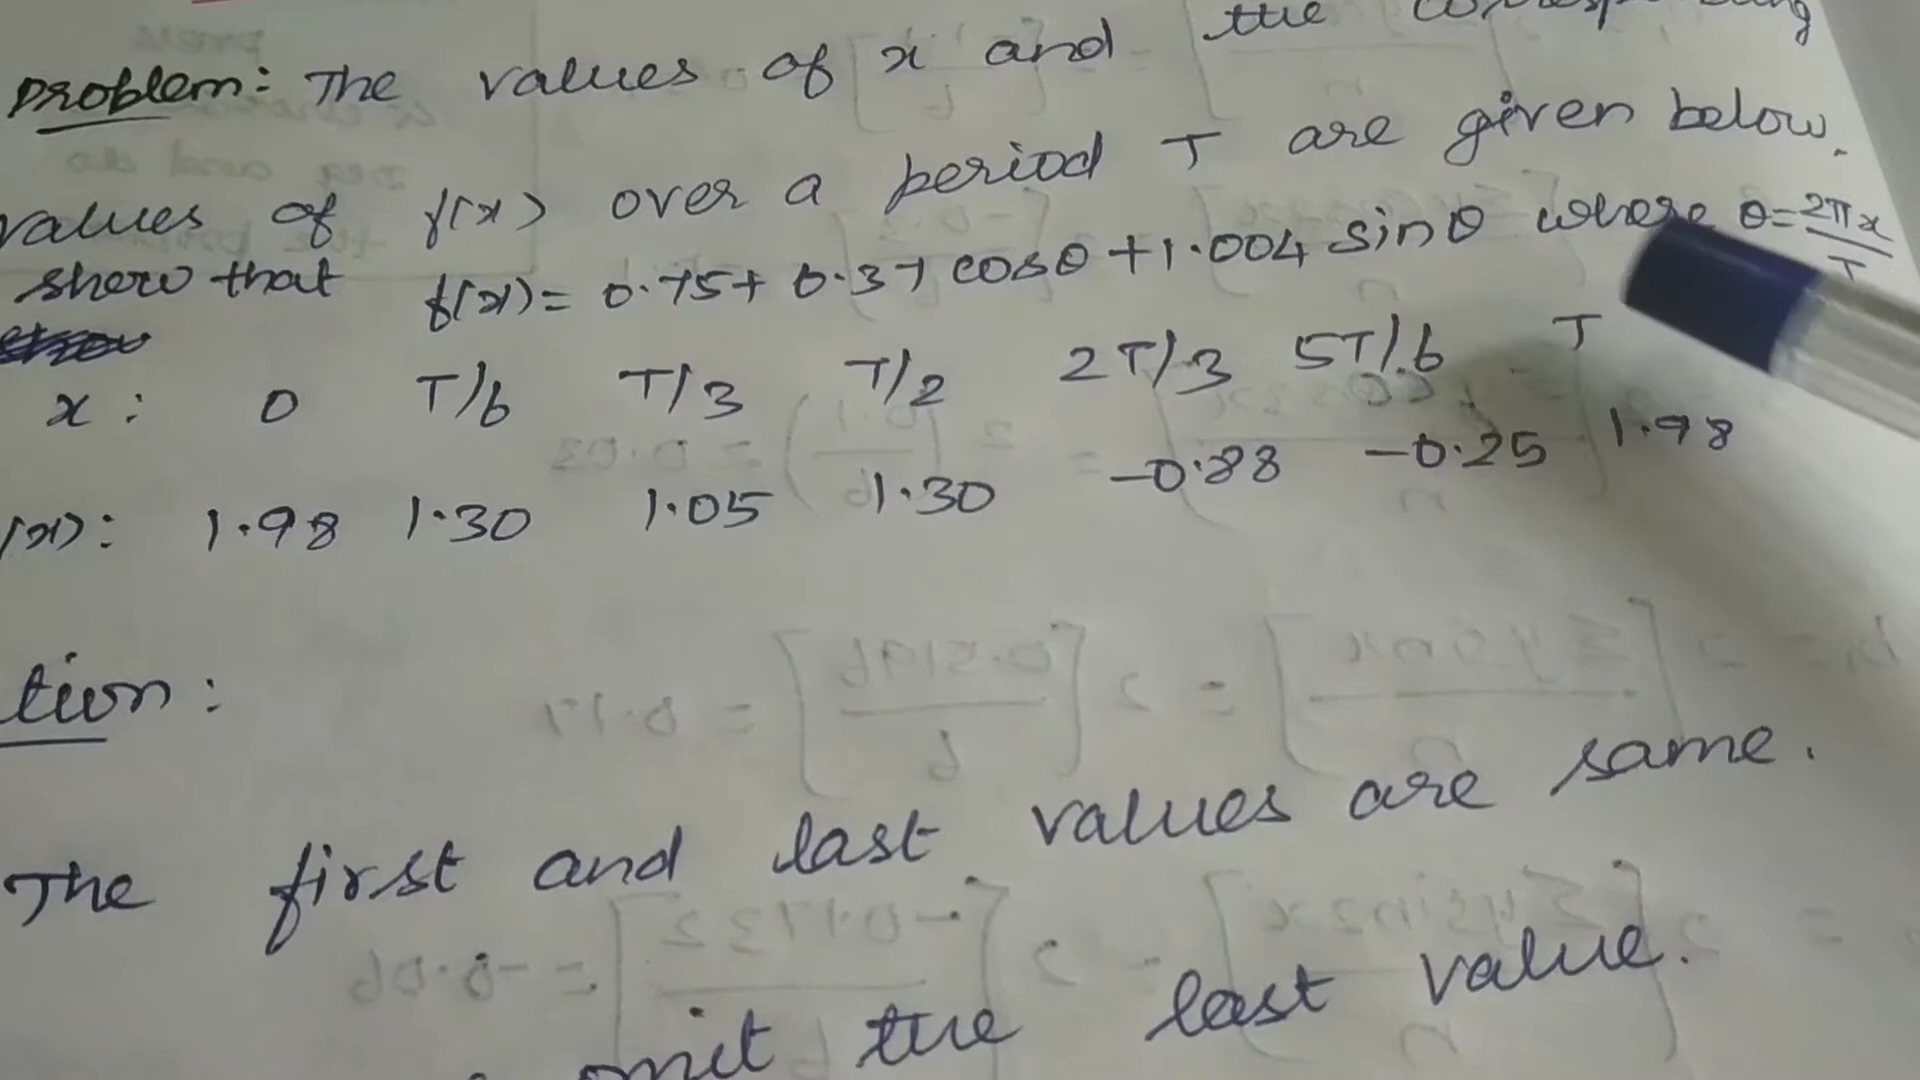 Problem: The values of x and the corresponding
values of f(x) over a period T are given below.
show that f(x) = 0.75 + 0.37 cosθ + 1.004 sinθ where θ = 2πx/T
x: 0 T/6 T/3 T/2 2T/3 5T/6 T
f(x): 1.98 1.30 1.05 1.30 -0.88 -0.25 1.98
tion:
The first and last values are same.
omit the last value.